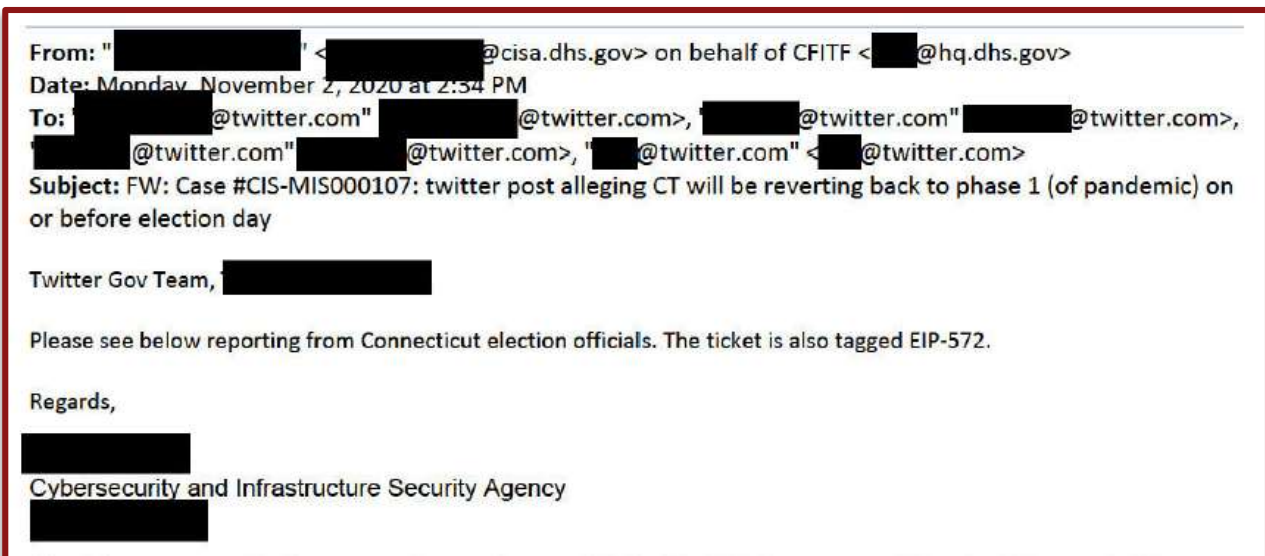 From: " " < @cisa.dhs.gov> on behalf of CFITF < @hq.dhs.gov>
Date: Monday, November 2, 2020 at 2:34 PM
To: ' @twitter.com" @twitter.com>, " @twitter.com" @twitter.com>,
" @twitter.com" @twitter.com>, " @twitter.com" < @twitter.com>
Subject: FW: Case #CIS-MIS000107: twitter post alleging CT will be reverting back to phase 1 (of pandemic) on
or before election day
Twitter Gov Team,
Please see below reporting from Connecticut election officials. The ticket is also tagged EIP-572.
Regards,
Cybersecurity and Infrastructure Security Agency